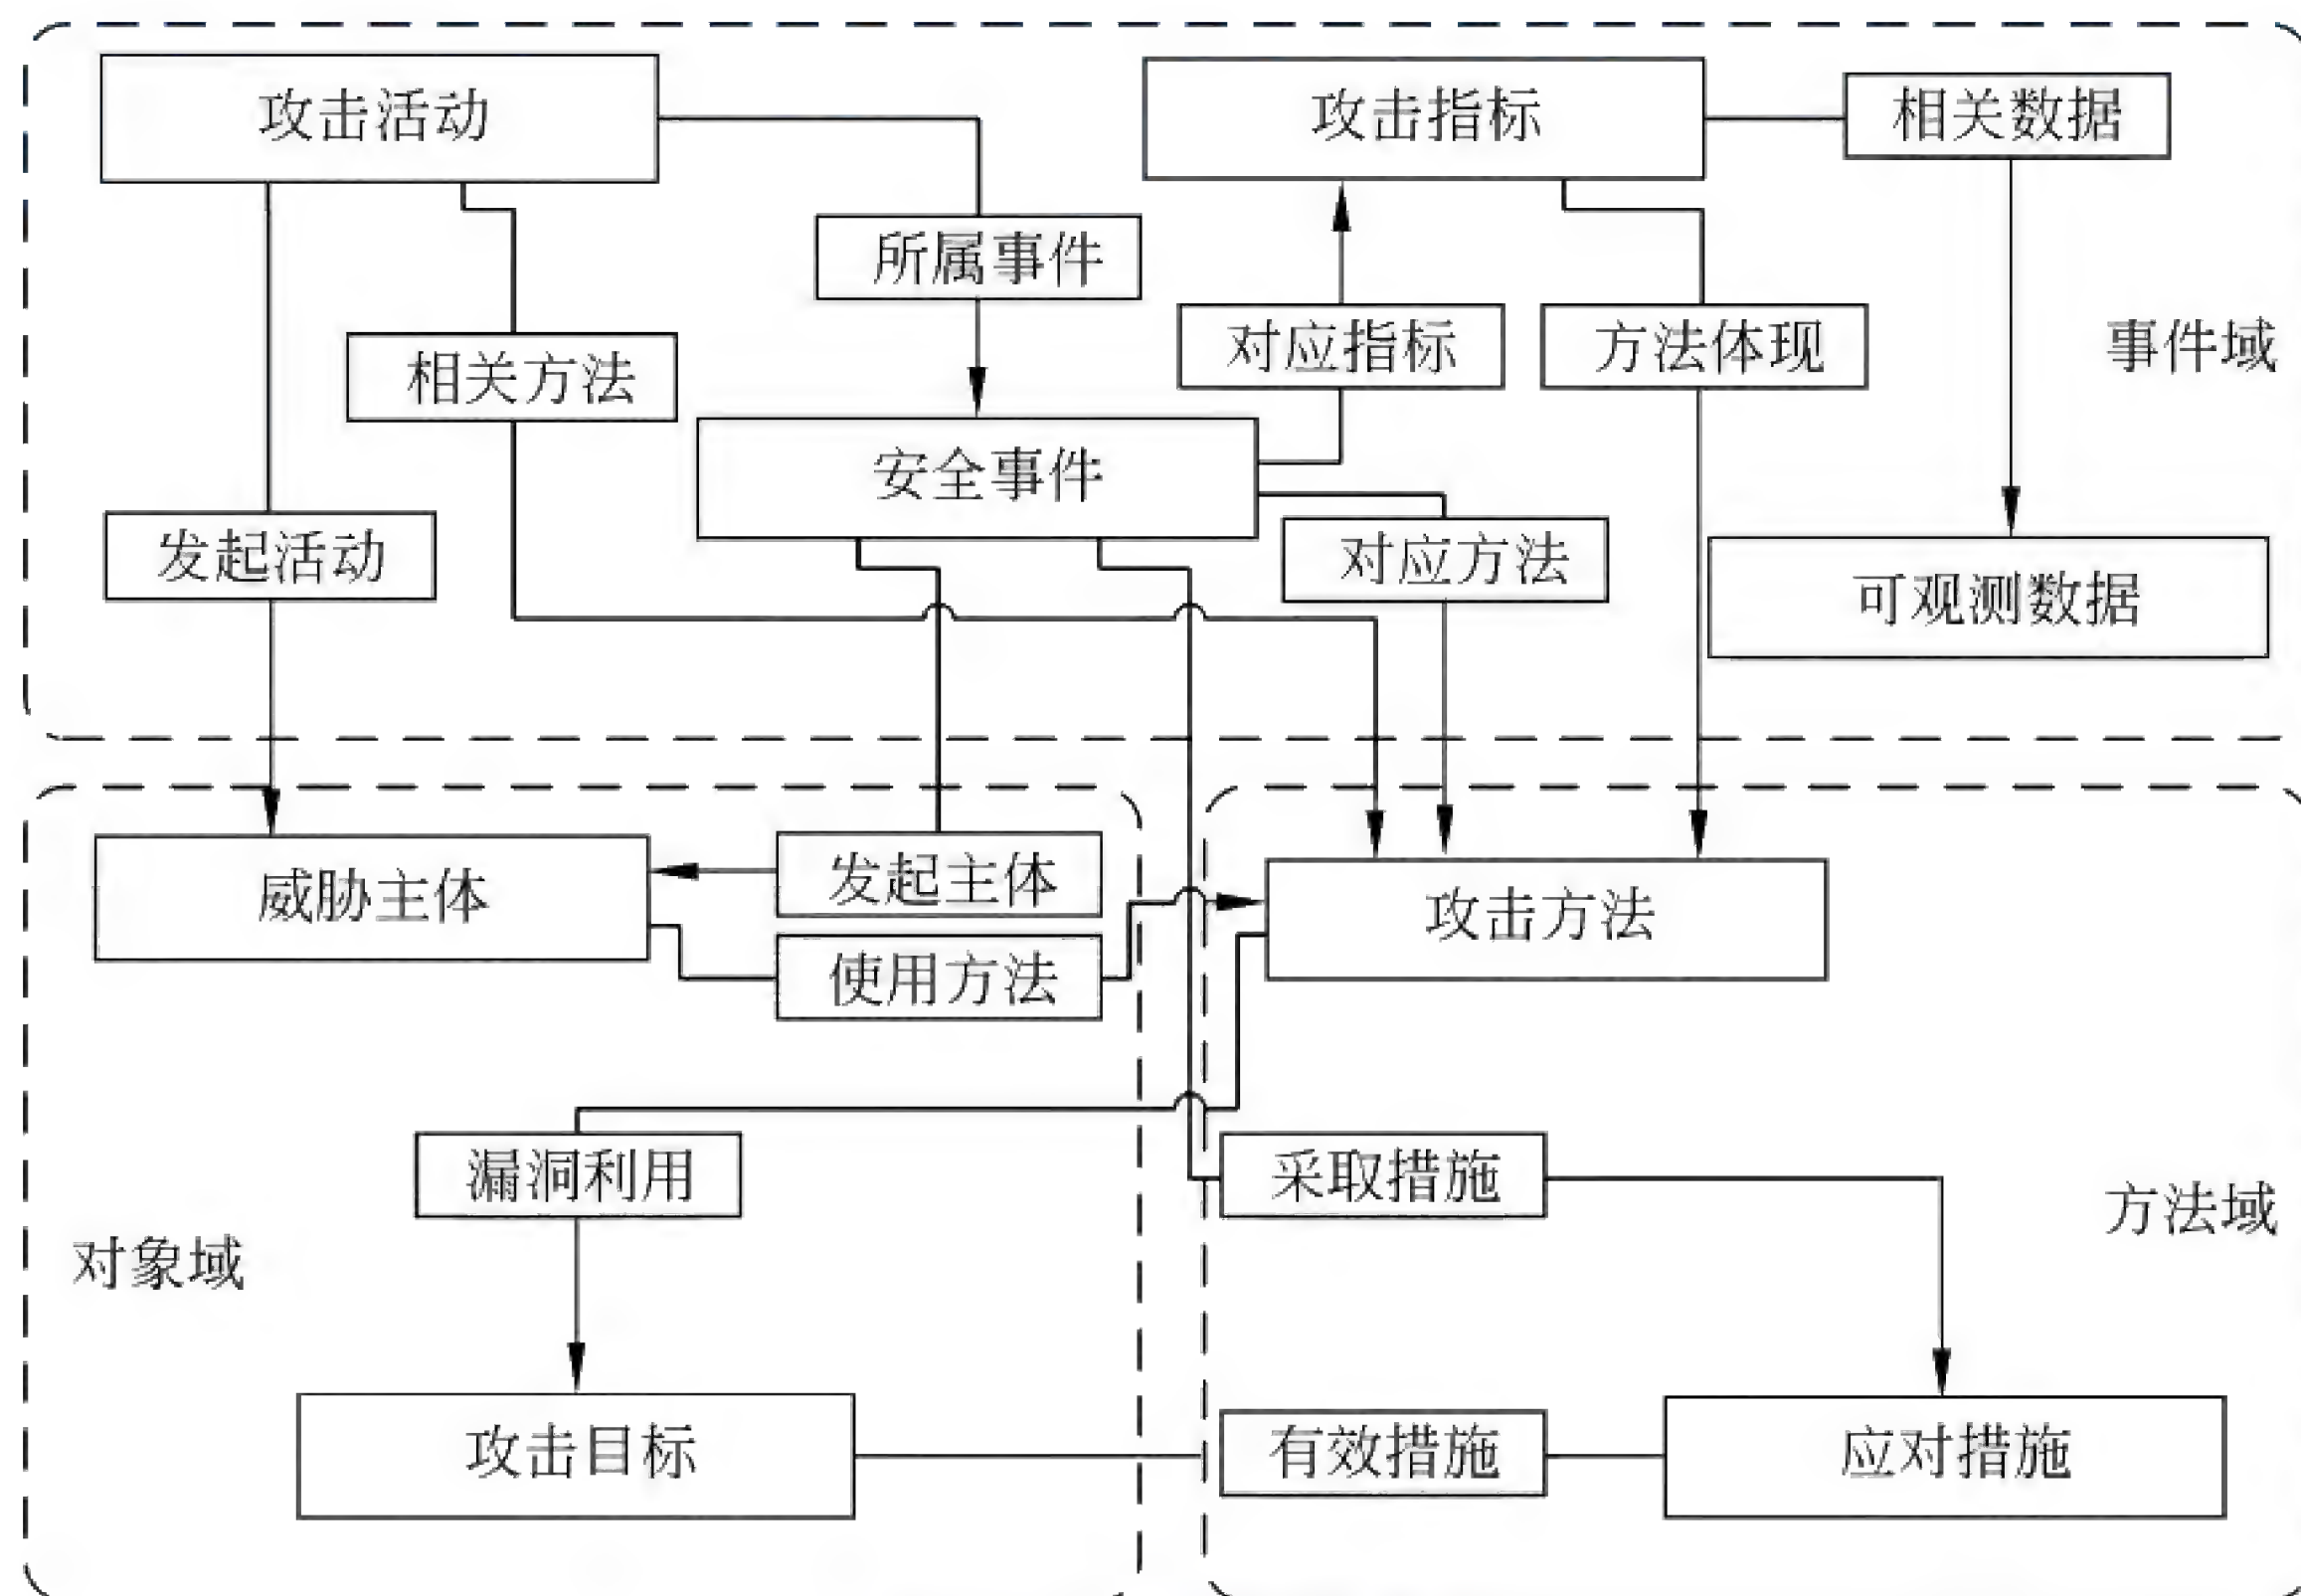 攻击活动
攻击指标
相关数据
所属事件
对应指标
方法体现
事件域
相关方法
安全事件
发起活动
对应方法
可观测数据
威胁主体
发起主体
攻击方法
使用方法
漏洞利用
采取措施
方法域
对象域
攻击目标
有效措施
应对措施